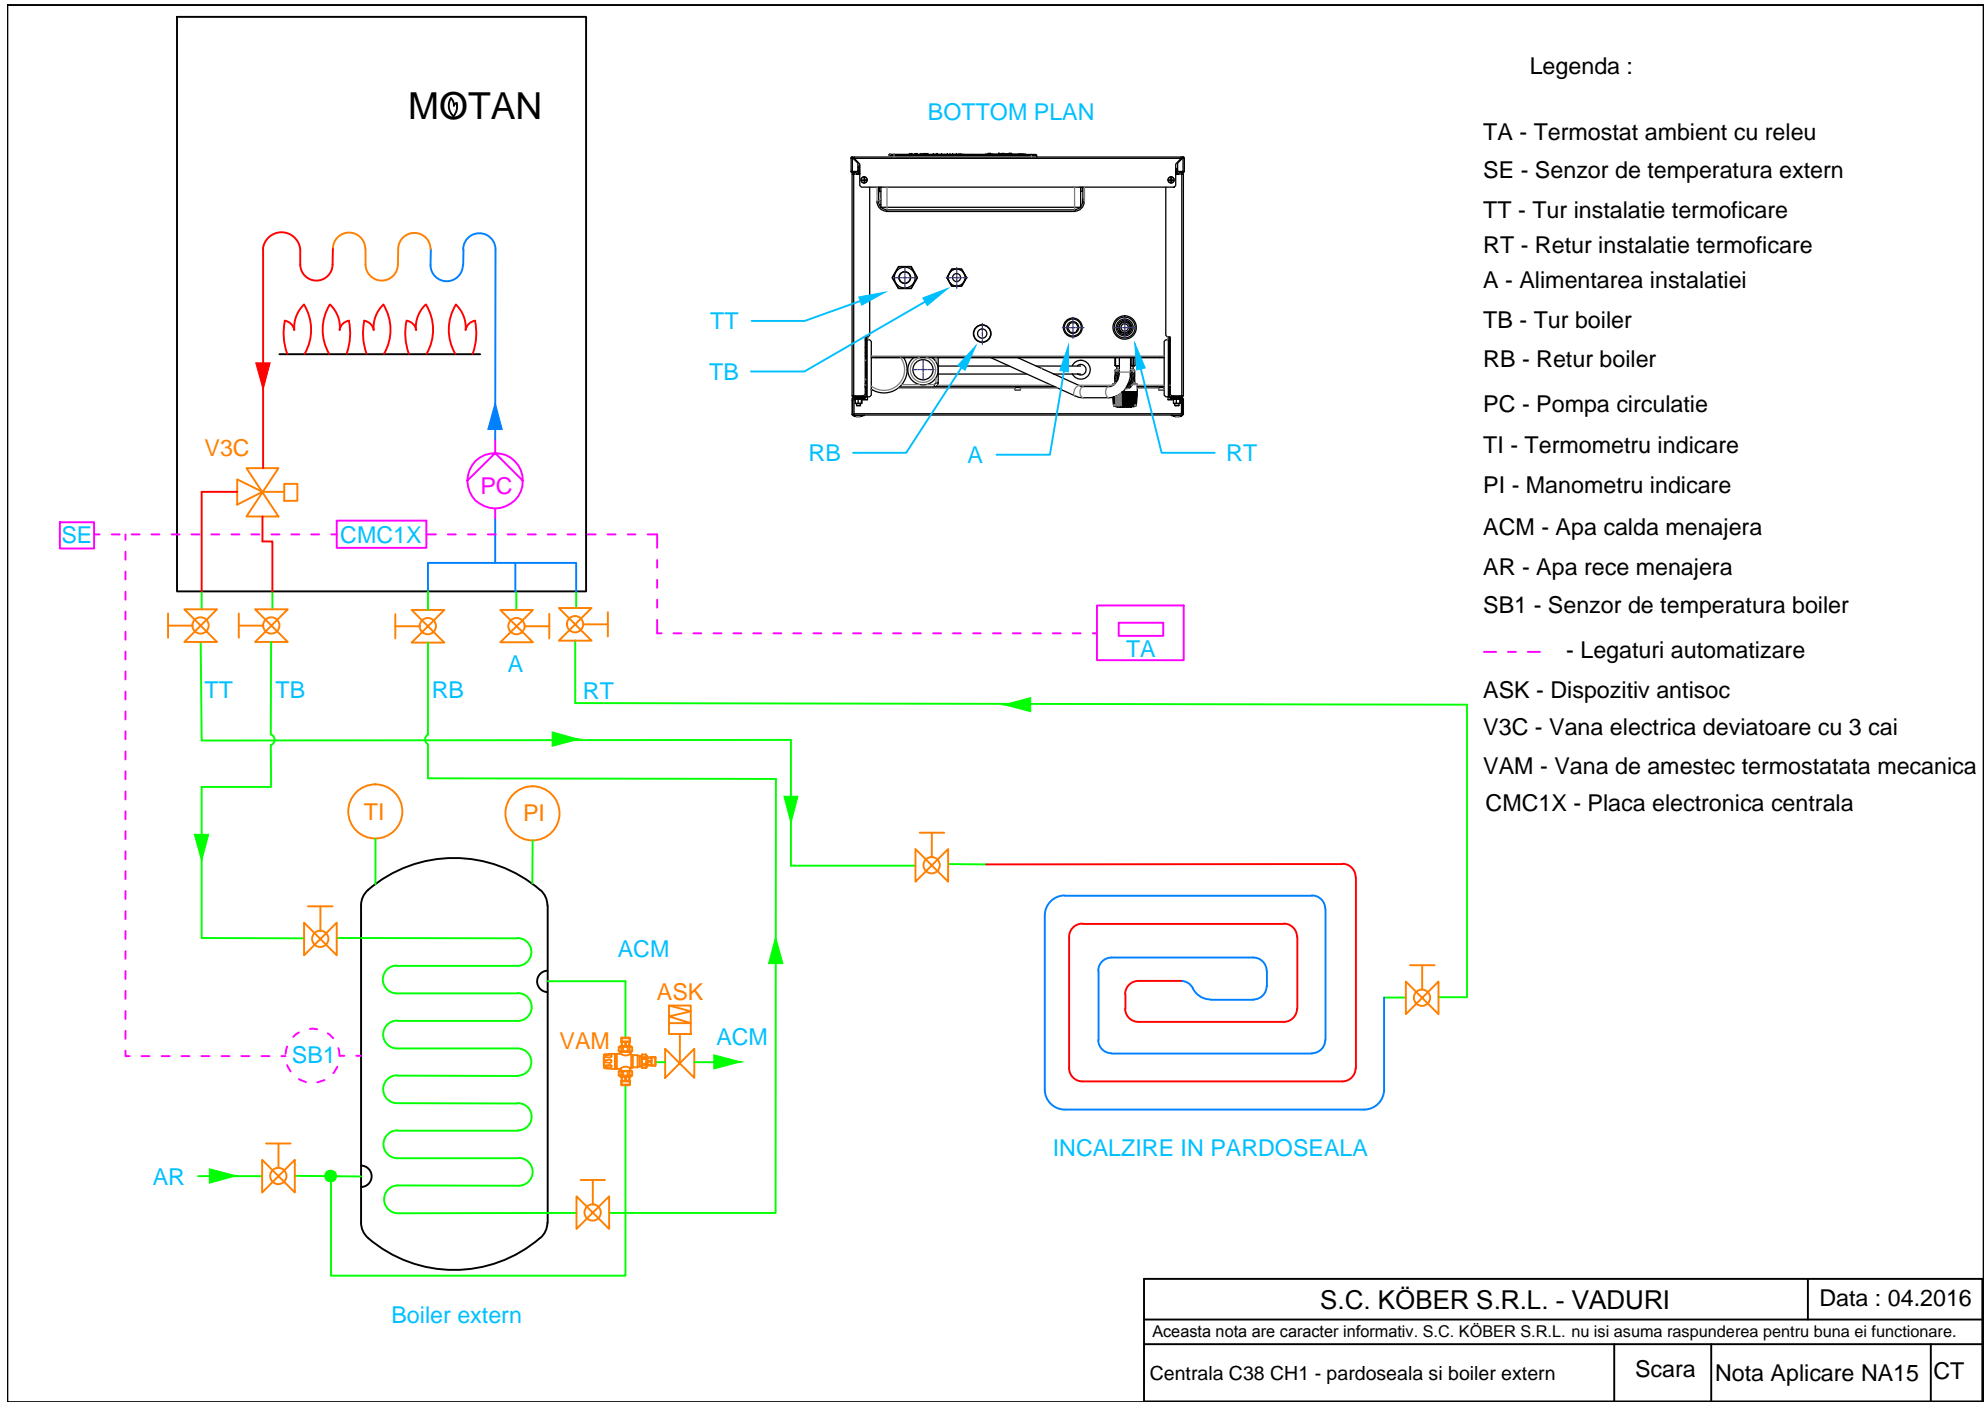 MOTAN
BOTTOM PLAN
TT
TB
RB
A
RT
V3C
PC
SE
CMC1X
TA
TT
TB
RB
A
RT
TI
PI
ACM
ASK
VAM
ACM
SB1
AR
INCALZIRE IN PARDOSEALA
Boiler extern
Legenda :
TA - Termostat ambient cu releu
SE - Senzor de temperatura extern
TT - Tur instalatie termoficare
RT - Retur instalatie termoficare
A - Alimentarea instalatiei
TB - Tur boiler
RB - Retur boiler
PC - Pompa circulatie
TI - Termometru indicare
PI - Manometru indicare
ACM - Apa calda menajera
AR - Apa rece menajera
SB1 - Senzor de temperatura boiler
- Legaturi automatizare
ASK - Dispozitiv antisoc
V3C - Vana electrica deviatoare cu 3 cai
VAM - Vana de amestec termostatata mecanica
CMC1X - Placa electronica centrala
S.C. KÖBER S.R.L. - VADURI
Data : 04.2016
Aceasta nota are caracter informativ. S.C. KÖBER S.R.L. nu isi asuma raspunderea pentru buna ei functionare.
Centrala C38 CH1 - pardoseala si boiler extern
Scara
Nota Aplicare NA15
CT